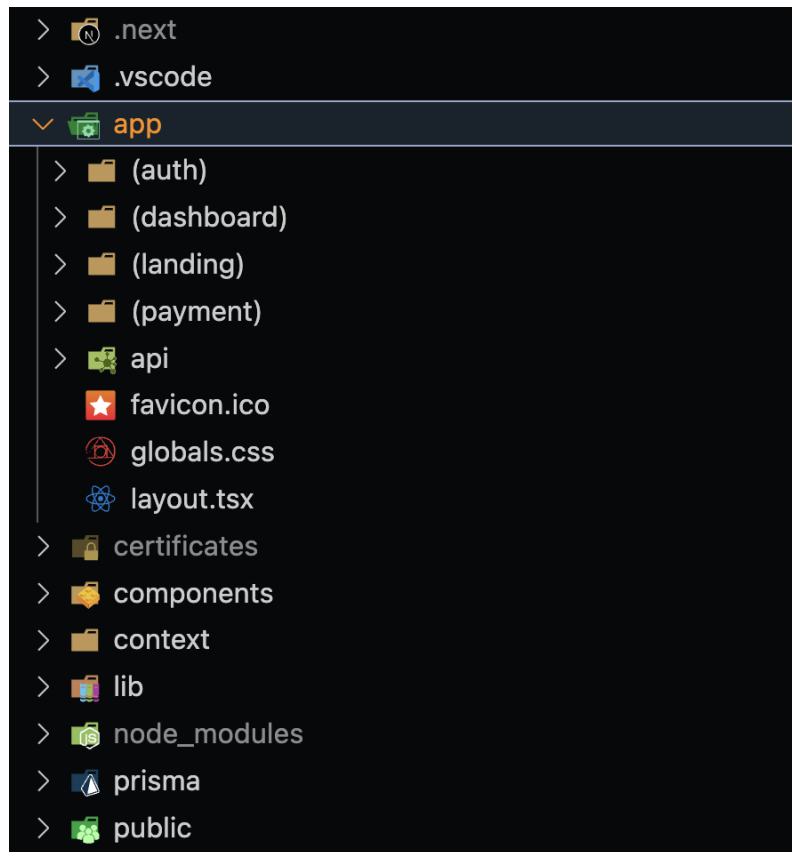 .next
.vscode
app
(auth)
(dashboard)
(landing)
(payment)
api
favicon.ico
globals.css
layout.tsx
certificates
components
context
lib
node_modules
prisma
public